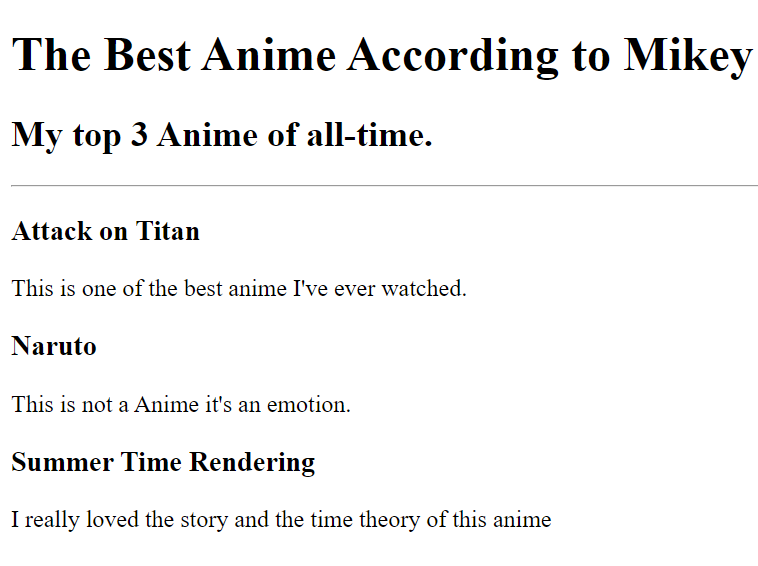 The Best Anime According to Mikey
My top 3 Anime of all-time.
Attack on Titan
This is one of the best anime I've ever watched.
Naruto
This is not a Anime it's an emotion.
Summer Time Rendering
I really loved the story and the time theory of this anime